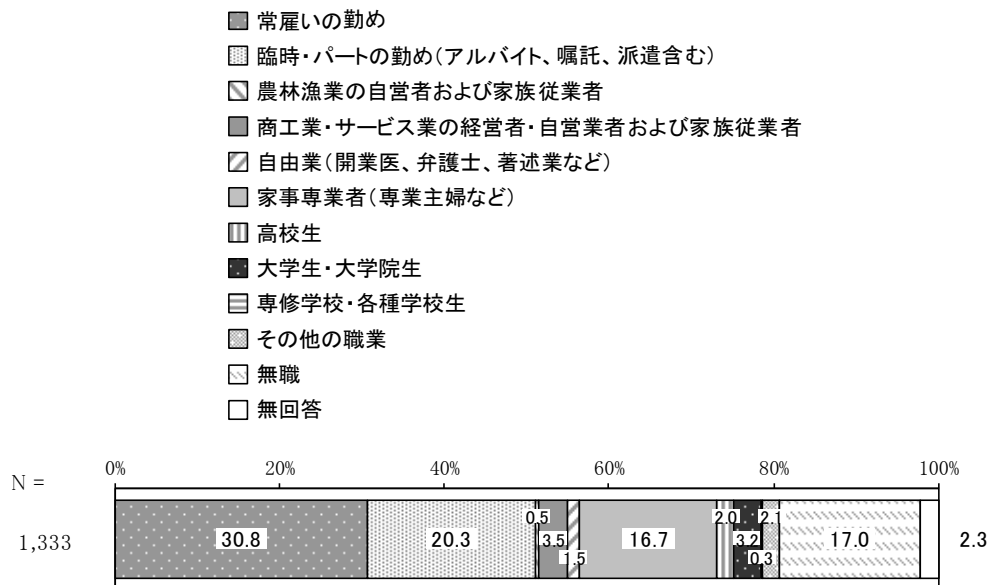 常雇いの勤め
臨時・パートの勤め(アルバイト、嘱託、派遣含む)
農林漁業の自営者および家族従業者
商工業・サービス業の経営者・自営業者および家族従業者
自由業(開業医、弁護士、著述業など)
家事専業者(専業主婦など)
高校生
大学生・大学院生
専修学校・各種学校生
その他の職業
無職
無回答
N = 0% 20% 40% 60% 80% 100%
1,333 30.8 20.3 0.5 3.5 1.5 16.7 2.0 3.2 0.3 2.1 17.0 2.3